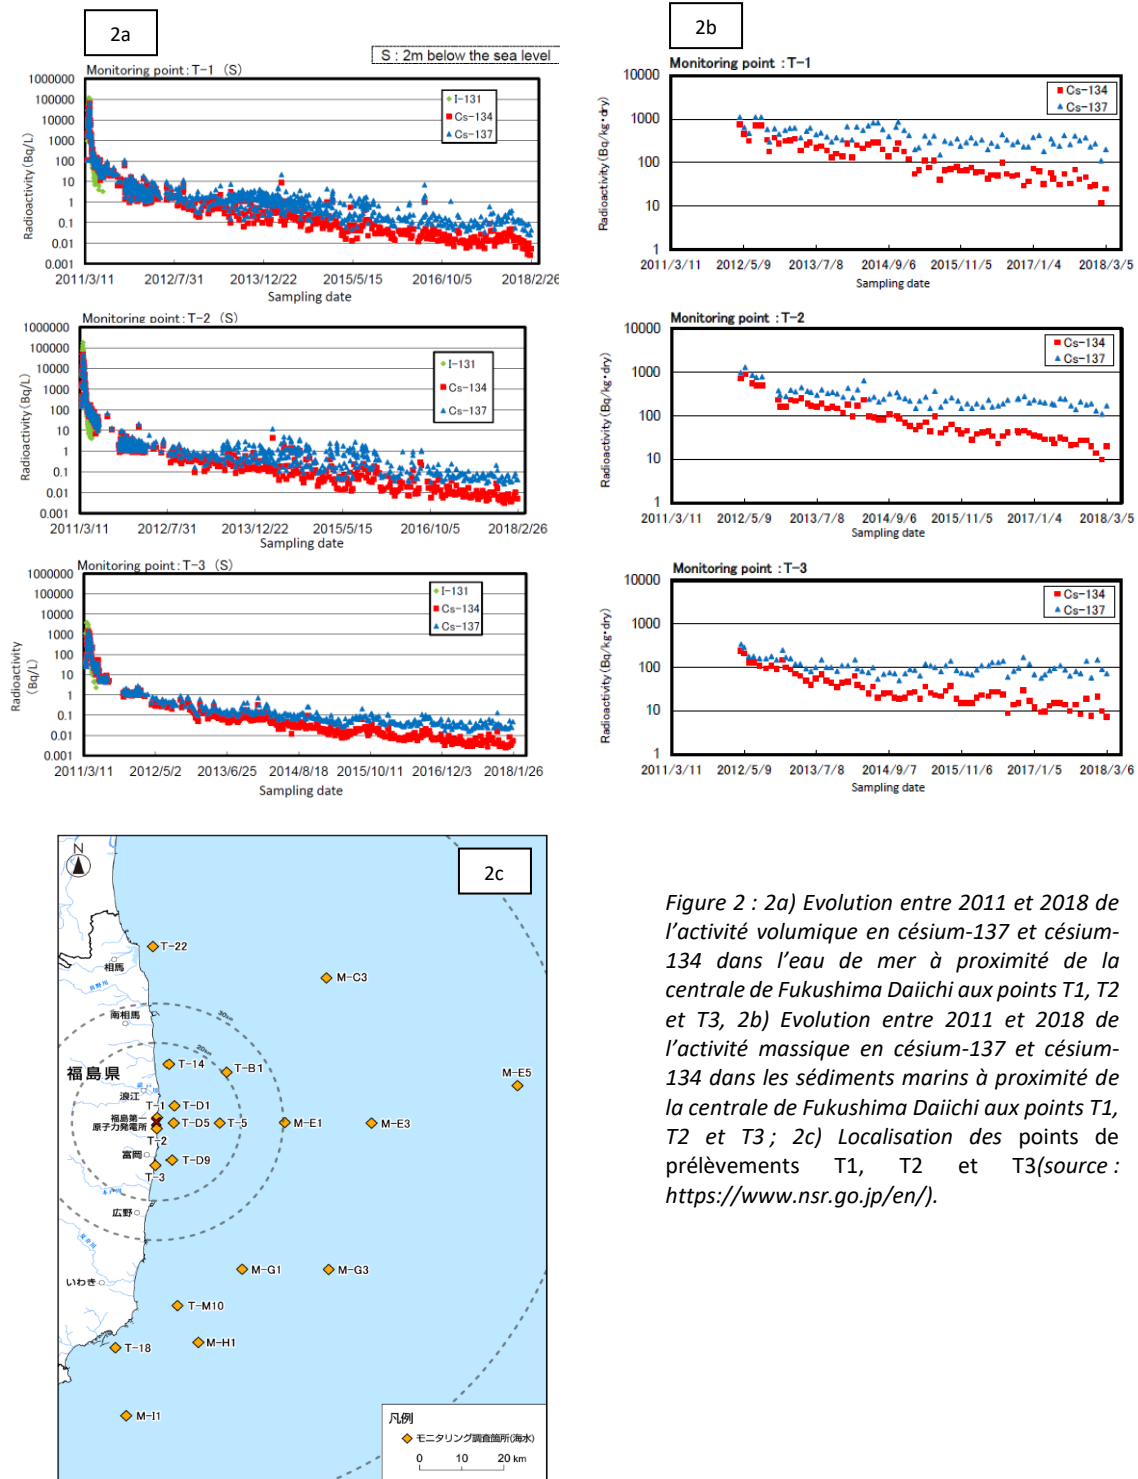 2a
S : 2m below the sea level
Monitoring point: T-1 (S)
Radioactivity (Bq/L)
1000000
100000
10000
1000
100
10
1
0.1
0.01
0.001
I-131
Cs-134
Cs-137
2011/3/11 2012/7/31 2013/12/22 2015/5/15 2016/10/5 2018/2/26
Sampling date
Monitoring point: T-2 (S)
Radioactivity (Bq/L)
1000000
100000
10000
1000
100
10
1
0.1
0.01
0.001
I-131
Cs-134
Cs-137
2011/3/11 2012/7/31 2013/12/22 2015/5/15 2016/10/5 2018/2/26
Sampling date
Monitoring point: T-3 (S)
Radioactivity
(Bq/L)
1000000
100000
10000
1000
100
10
1
0.1
0.01
0.001
I-131
Cs-134
Cs-137
2011/3/11 2012/5/2 2013/6/25 2014/8/18 2015/10/11 2016/12/3 2018/1/26
Sampling date
2b
Monitoring point : T-1
Radioactivity (Bq/kg・dry)
10000
1000
100
10
1
Cs-134
Cs-137
2011/3/11 2012/5/9 2013/7/8 2014/9/6 2015/11/5 2017/1/4 2018/3/5
Sampling date
Monitoring point : T-2
Radioactivity (Bq/kg・dry)
10000
1000
100
10
1
Cs-134
Cs-137
2011/3/11 2012/5/9 2013/7/8 2014/9/6 2015/11/5 2017/1/4 2018/3/5
Sampling date
Monitoring point : T-3
Radioactivity (Bq/kg・dry)
10000
1000
100
10
1
Cs-134
Cs-137
2011/3/11 2012/5/9 2013/7/8 2014/9/7 2015/11/6 2017/1/5 2018/3/6
Sampling date
2c
N
T-22
相馬
M-C3
南相馬
30km
20km
T-14
T-B1
福島県
M-E5
浪江
T-1
T-D1
福島第一
原子力発電所
T-D5
T-5
M-E1
M-E3
T-2
富岡
T-D9
T-3
広野
M-G1
M-G3
いわき
T-M10
M-H1
T-18
M-I1
凡例
モニタリング調査箇所(海水)
0 10 20 km
Figure 2 : 2a) Evolution entre 2011 et 2018 de
l’activité volumique en césium-137 et césium-
134 dans l’eau de mer à proximité de la
centrale de Fukushima Daiichi aux points T1, T2
et T3, 2b) Evolution entre 2011 et 2018 de
l’activité massique en césium-137 et césium-
134 dans les sédiments marins à proximité de
la centrale de Fukushima Daiichi aux points T1,
T2 et T3 ; 2c) Localisation des points de
prélèvements T1, T2 et T3(source :
https://www.nsr.go.jp/en/).